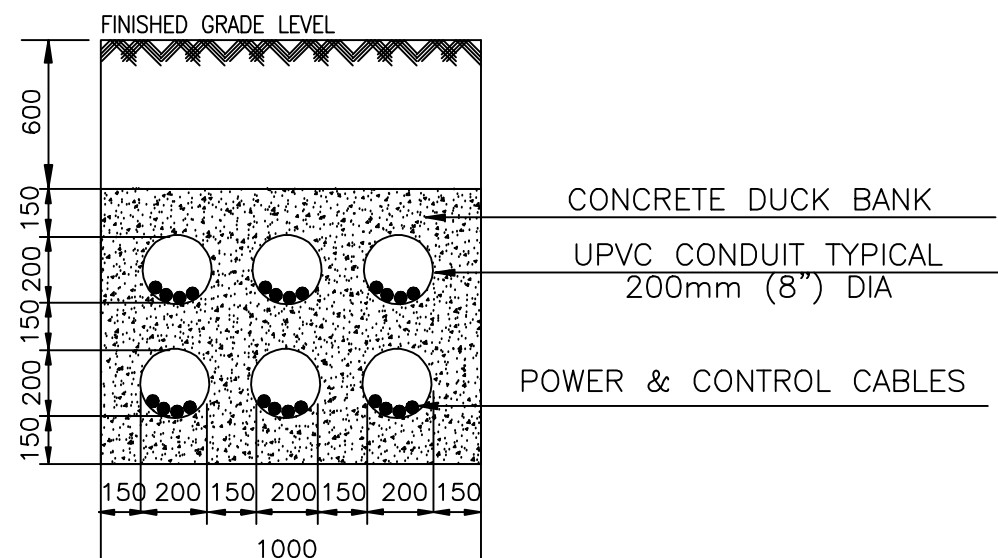 FINISHED GRADE LEVEL
600
150
200
150
200
150
CONCRETE DUCK BANK
UPVC CONDUIT TYPICAL
200mm (8”) DIA
POWER & CONTROL CABLES
150 200 150 200 150 200 150
1000